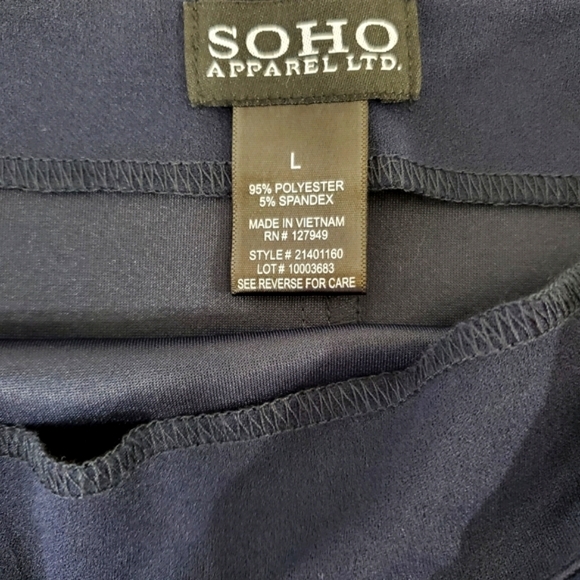 SOHO
APPAREL LTD.
L
95% POLYESTER
5% SPANDEX
MADE IN VIETNAM
RN# 127949
STYLE# 21401160
LOT# 10003683
SEE REVERSE FOR CARE